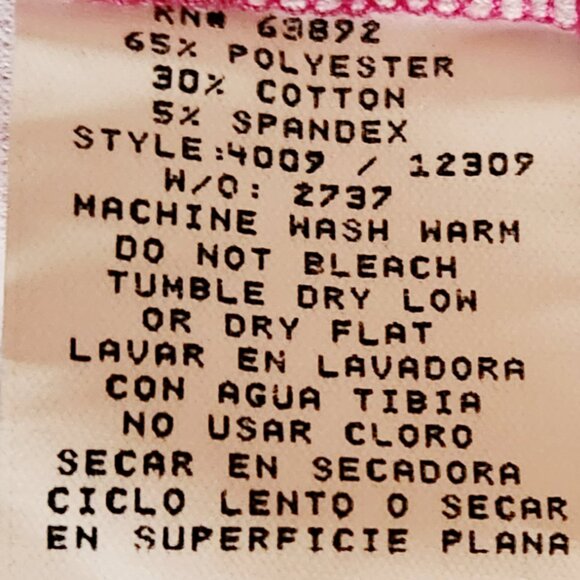 RN# 63892
65% POLYESTER
30% COTTON
5% SPANDEX
STYLE:4009 / 12309
W/O: 2737
MACHINE WASH WARM
DO NOT BLEACH
TUMBLE DRY LOW
OR DRY FLAT
LAVAR EN LAVADORA
CON AGUA TIBIA
NO USAR CLORO
SECAR EN SECADORA
CICLO LENTO O SECAR
EN SUPERFICIE PLANA